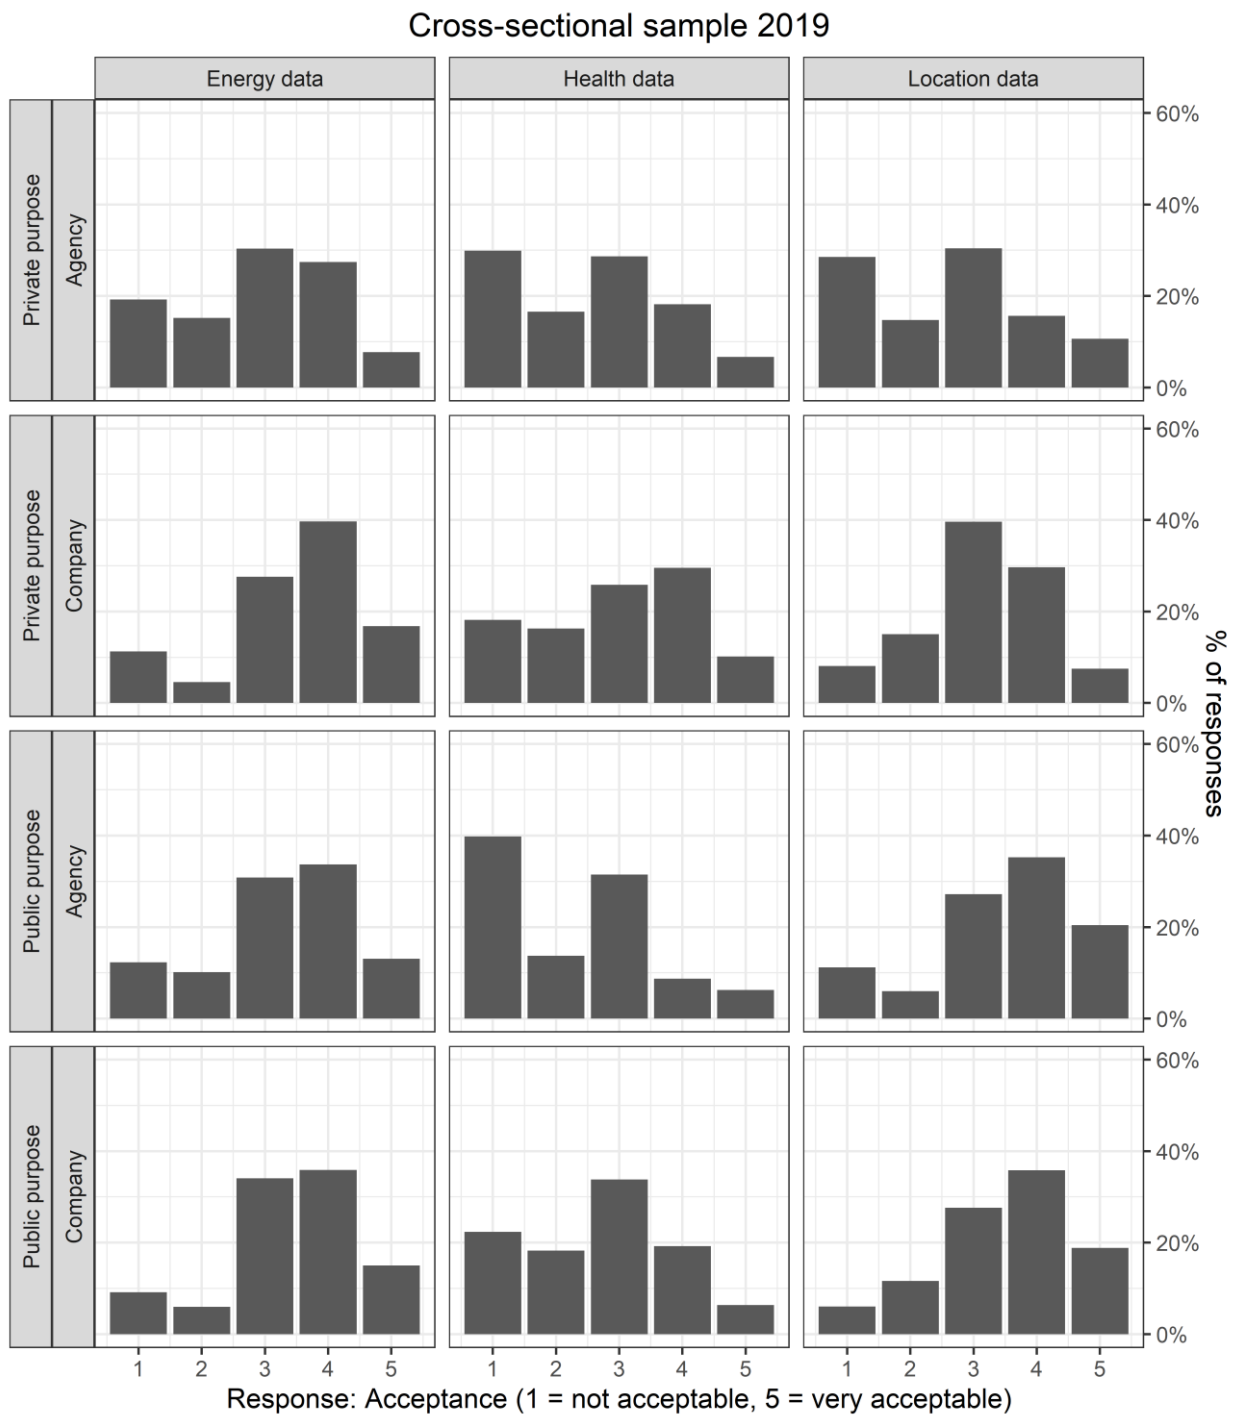 Cross-sectional sample 2019
Energy data
Health data
Location data
Private purpose
Agency
60%
40%
20%
0%
Private purpose
Company
60%
40%
20%
0%
Public purpose
Agency
60%
40%
20%
0%
Public purpose
Company
60%
40%
20%
0%
% of responses
1 2 3 4 5
1 2 3 4 5
1 2 3 4 5
Response: Acceptance (1 = not acceptable, 5 = very acceptable)